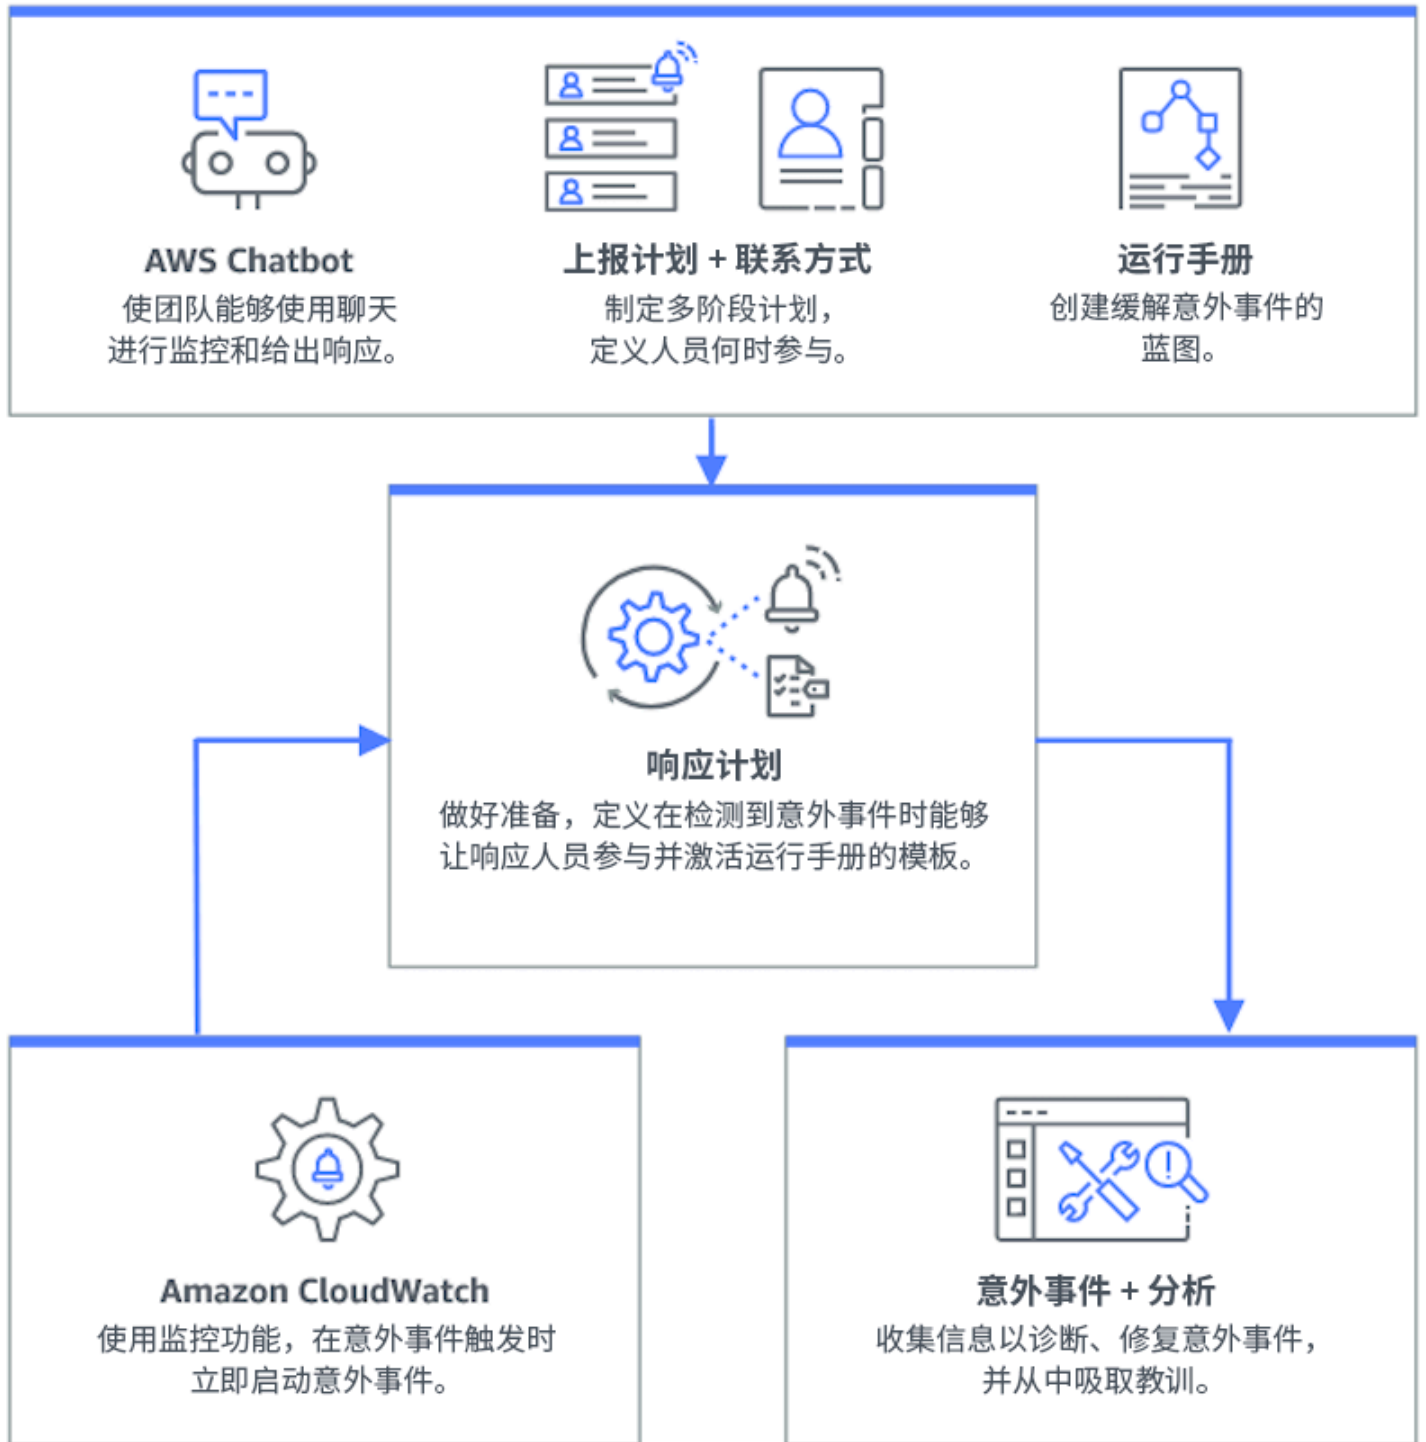 AWS Chatbot
使团队能够使用聊天
进行监控和给出响应。
上报计划 + 联系方式
制定多阶段计划，
定义人员何时参与。
运行手册
创建缓解意外事件的
蓝图。
响应计划
做好准备，定义在检测到意外事件时能够
让响应人员参与并激活运行手册的模板。
Amazon CloudWatch
使用监控功能，在意外事件触发时
立即启动意外事件。
意外事件 + 分析
收集信息以诊断、修复意外事件，
并从中吸取教训。